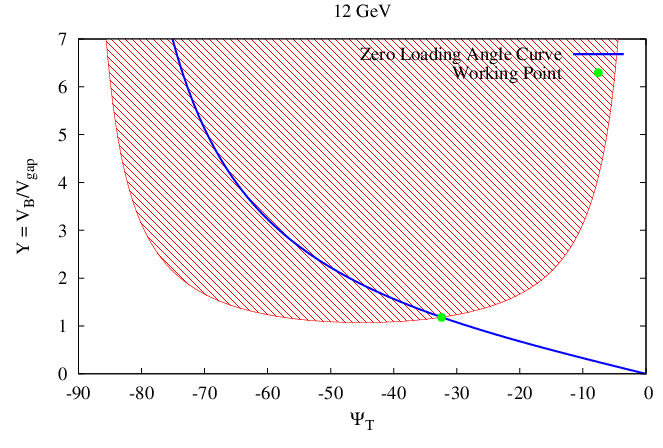 12 GeV
Zero Loading Angle Curve
Working Point
7
6
5
4
3
2
1
0
Y = V_B/V_gap
-90 -80 -70 -60 -50 -40 -30 -20 -10 0
Ψ_T